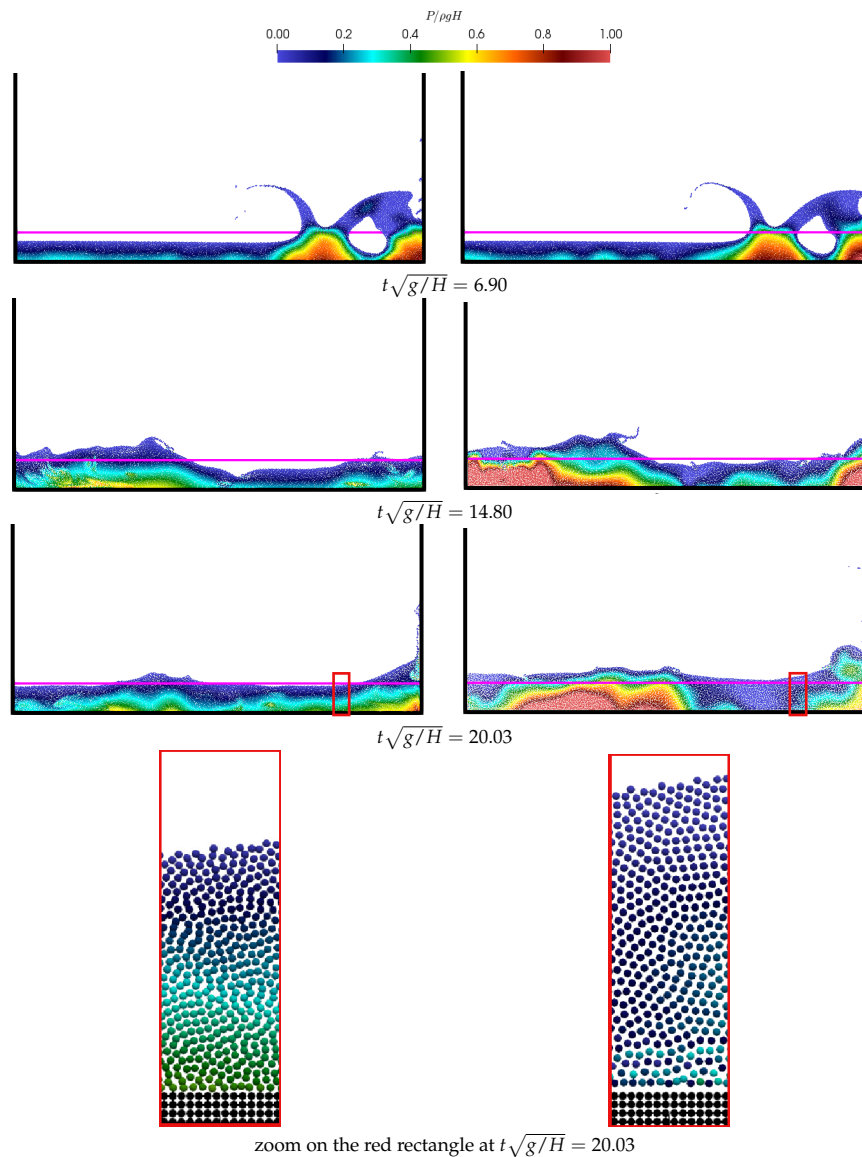 P/ρgH
0.00 0.2 0.4 0.6 0.8 1.00
t√g/H = 6.90
t√g/H = 14.80
t√g/H = 20.03
zoom on the red rectangle at t√g/H = 20.03